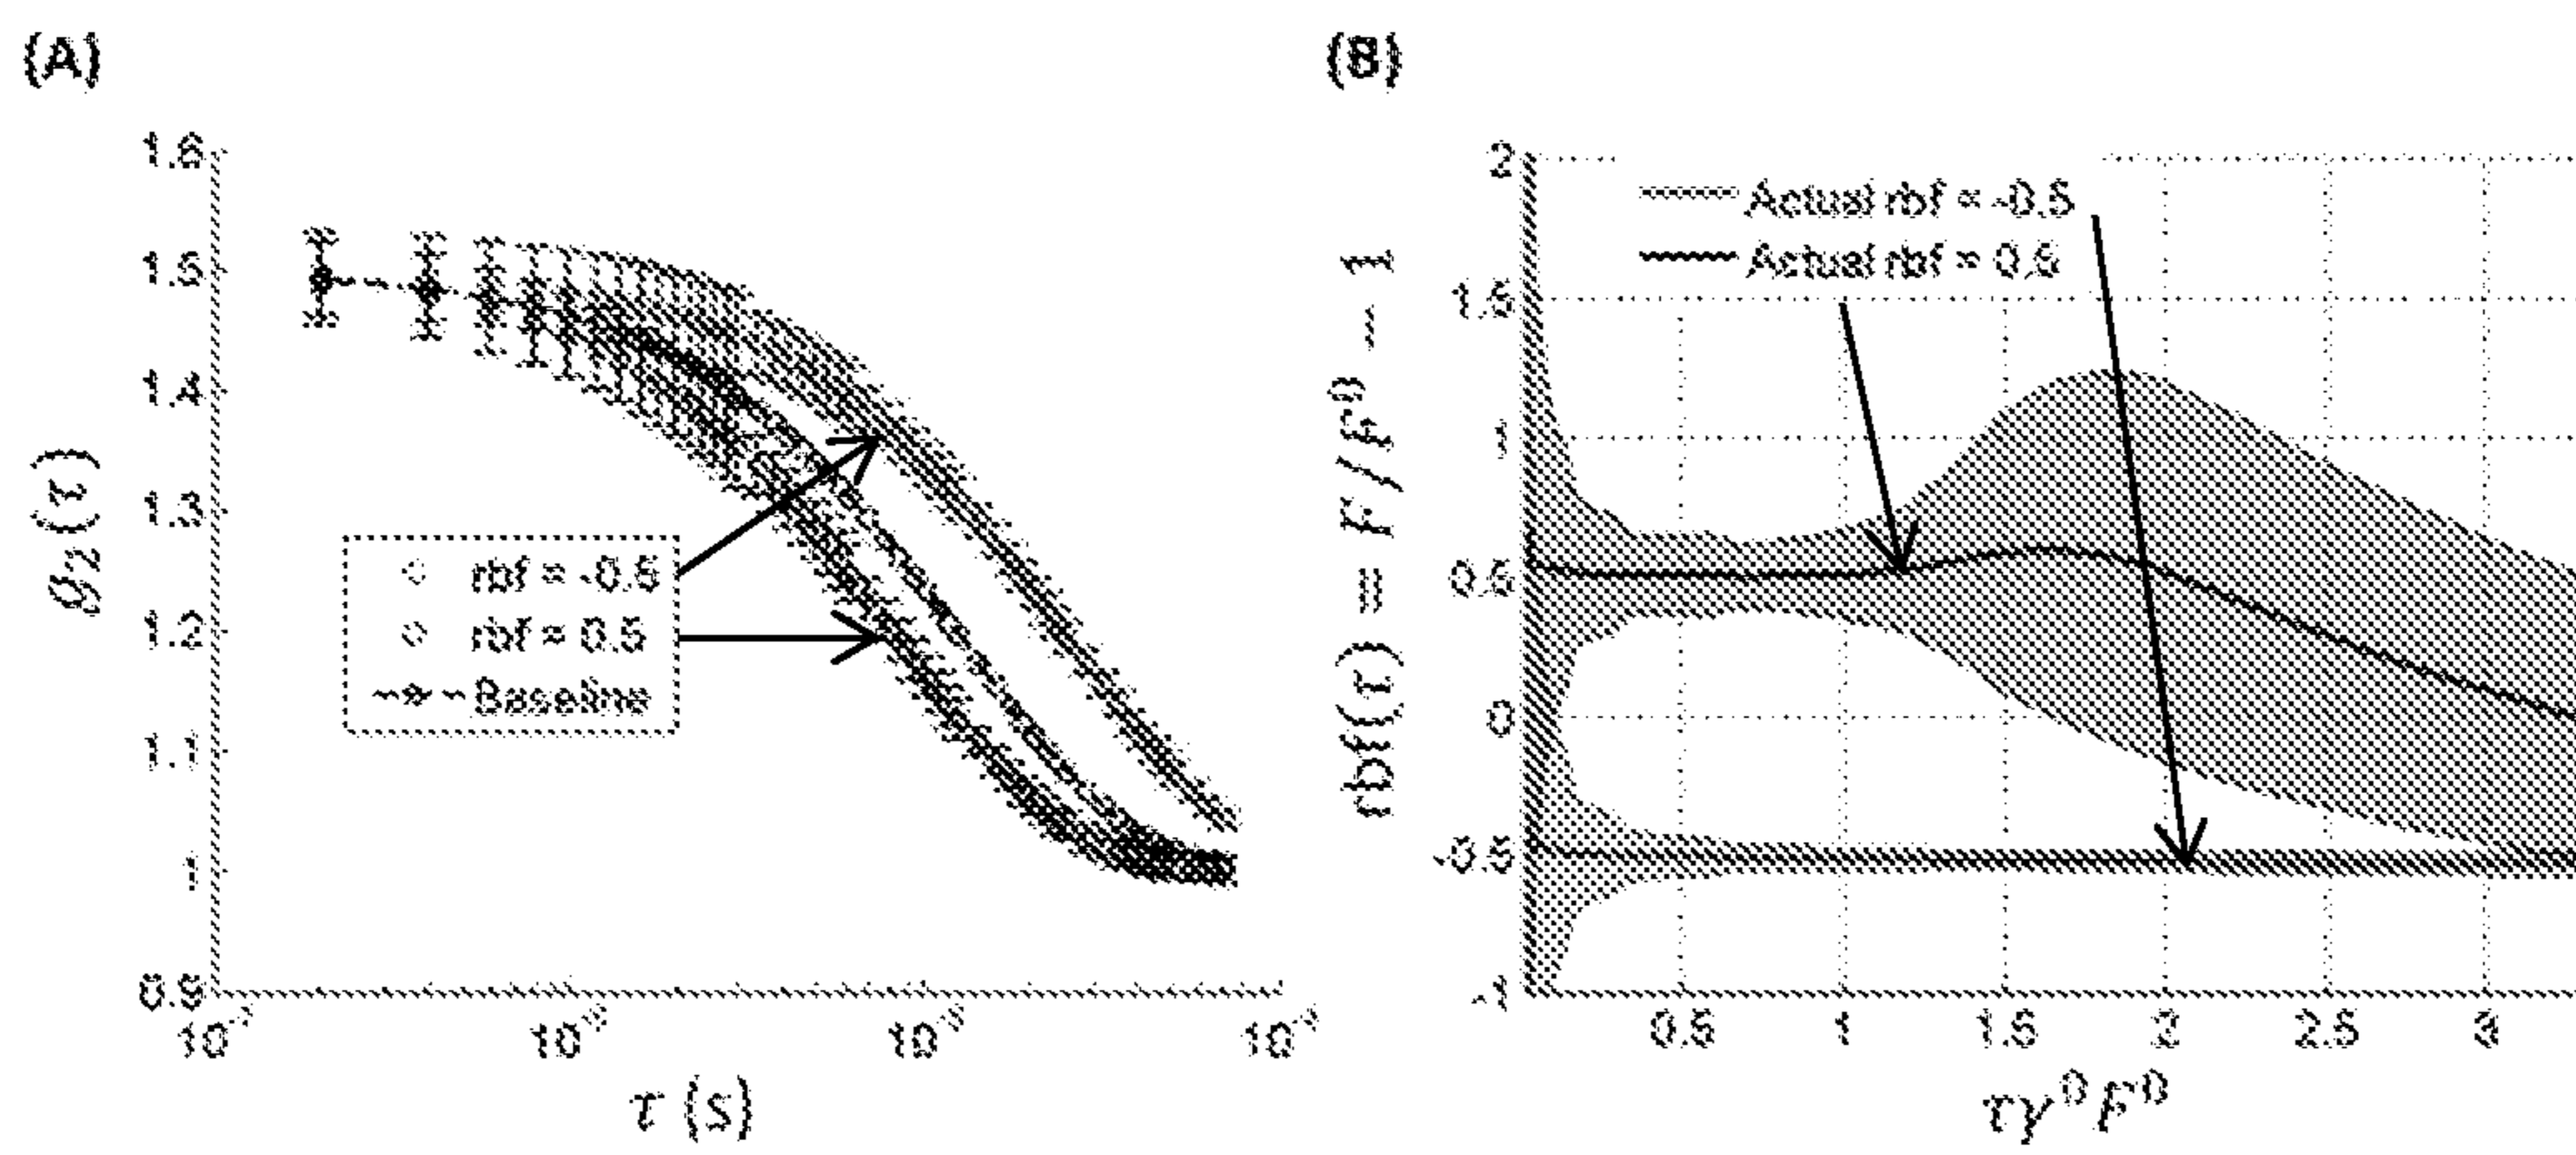 (A)
1.6
1.5
1.4
1.3
1.2
1.1
1
0.9
g₂(τ)
rbf = -0.5
rbf = 0.5
Baseline
τ (s)
(B)
2
1.5
1
0.5
0
-0.5
-1
rbf(τ) = F/F⁰ − 1
Actual rbf = -0.5
Actual rbf = 0.5
0.5 1 1.5 2 2.5 3
τγ⁰F⁰